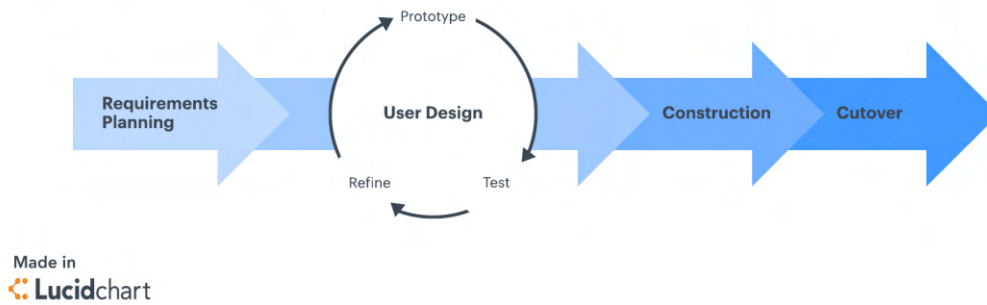 Prototype
Requirements
Planning
User Design
Construction
Cutover
Refine
Test
Made in
Lucidchart